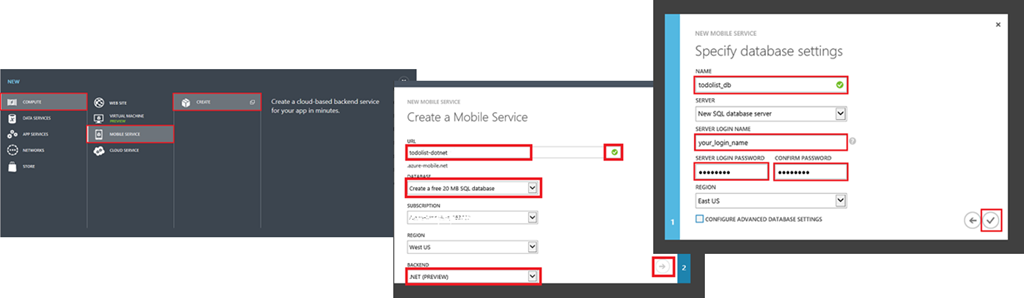 NEW
COMPUTE
DATA SERVICES
APP SERVICES
NETWORKS
STORE
WEB SITE
VIRTUAL MACHINE
PREVIEW
MOBILE SERVICE
CLOUD SERVICE
CREATE
Create a cloud-based backend service
for your app in minutes.
NEW MOBILE SERVICE
Create a Mobile Service
URL
todolist-dotnet
.azure-mobile.net
DATABASE
Create a free 20 MB SQL database
SUBSCRIPTION
REGION
West US
BACKEND
.NET (PREVIEW)
2
NEW MOBILE SERVICE
Specify database settings
NAME
todolist_db
SERVER
New SQL database server
SERVER LOGIN NAME
your_login_name
SERVER LOGIN PASSWORD
CONFIRM PASSWORD
REGION
East US
CONFIGURE ADVANCED DATABASE SETTINGS
1